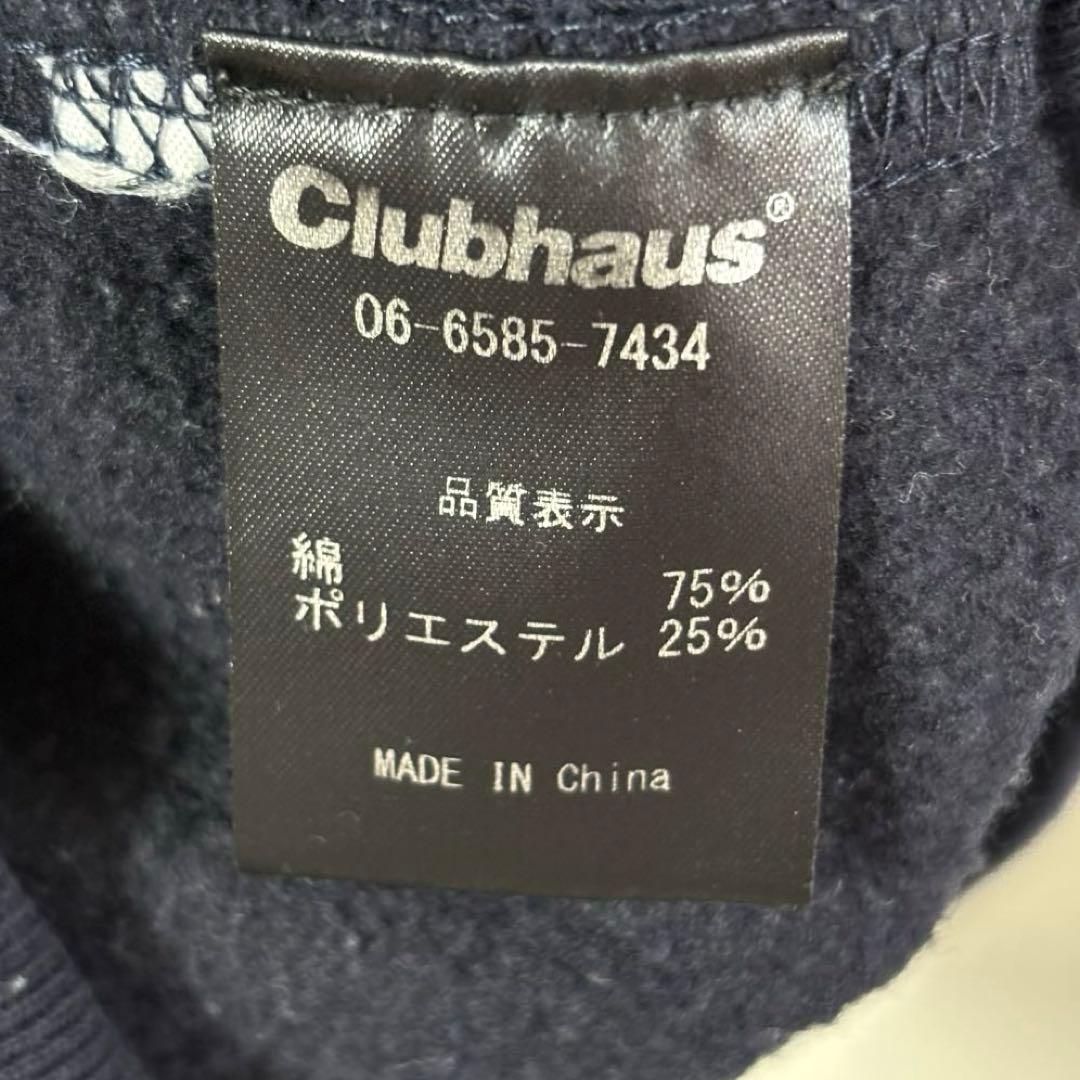 Clubhaus®
06-6585-7434
品質表示
綿 75%
ポリエステル 25%
MADE IN China